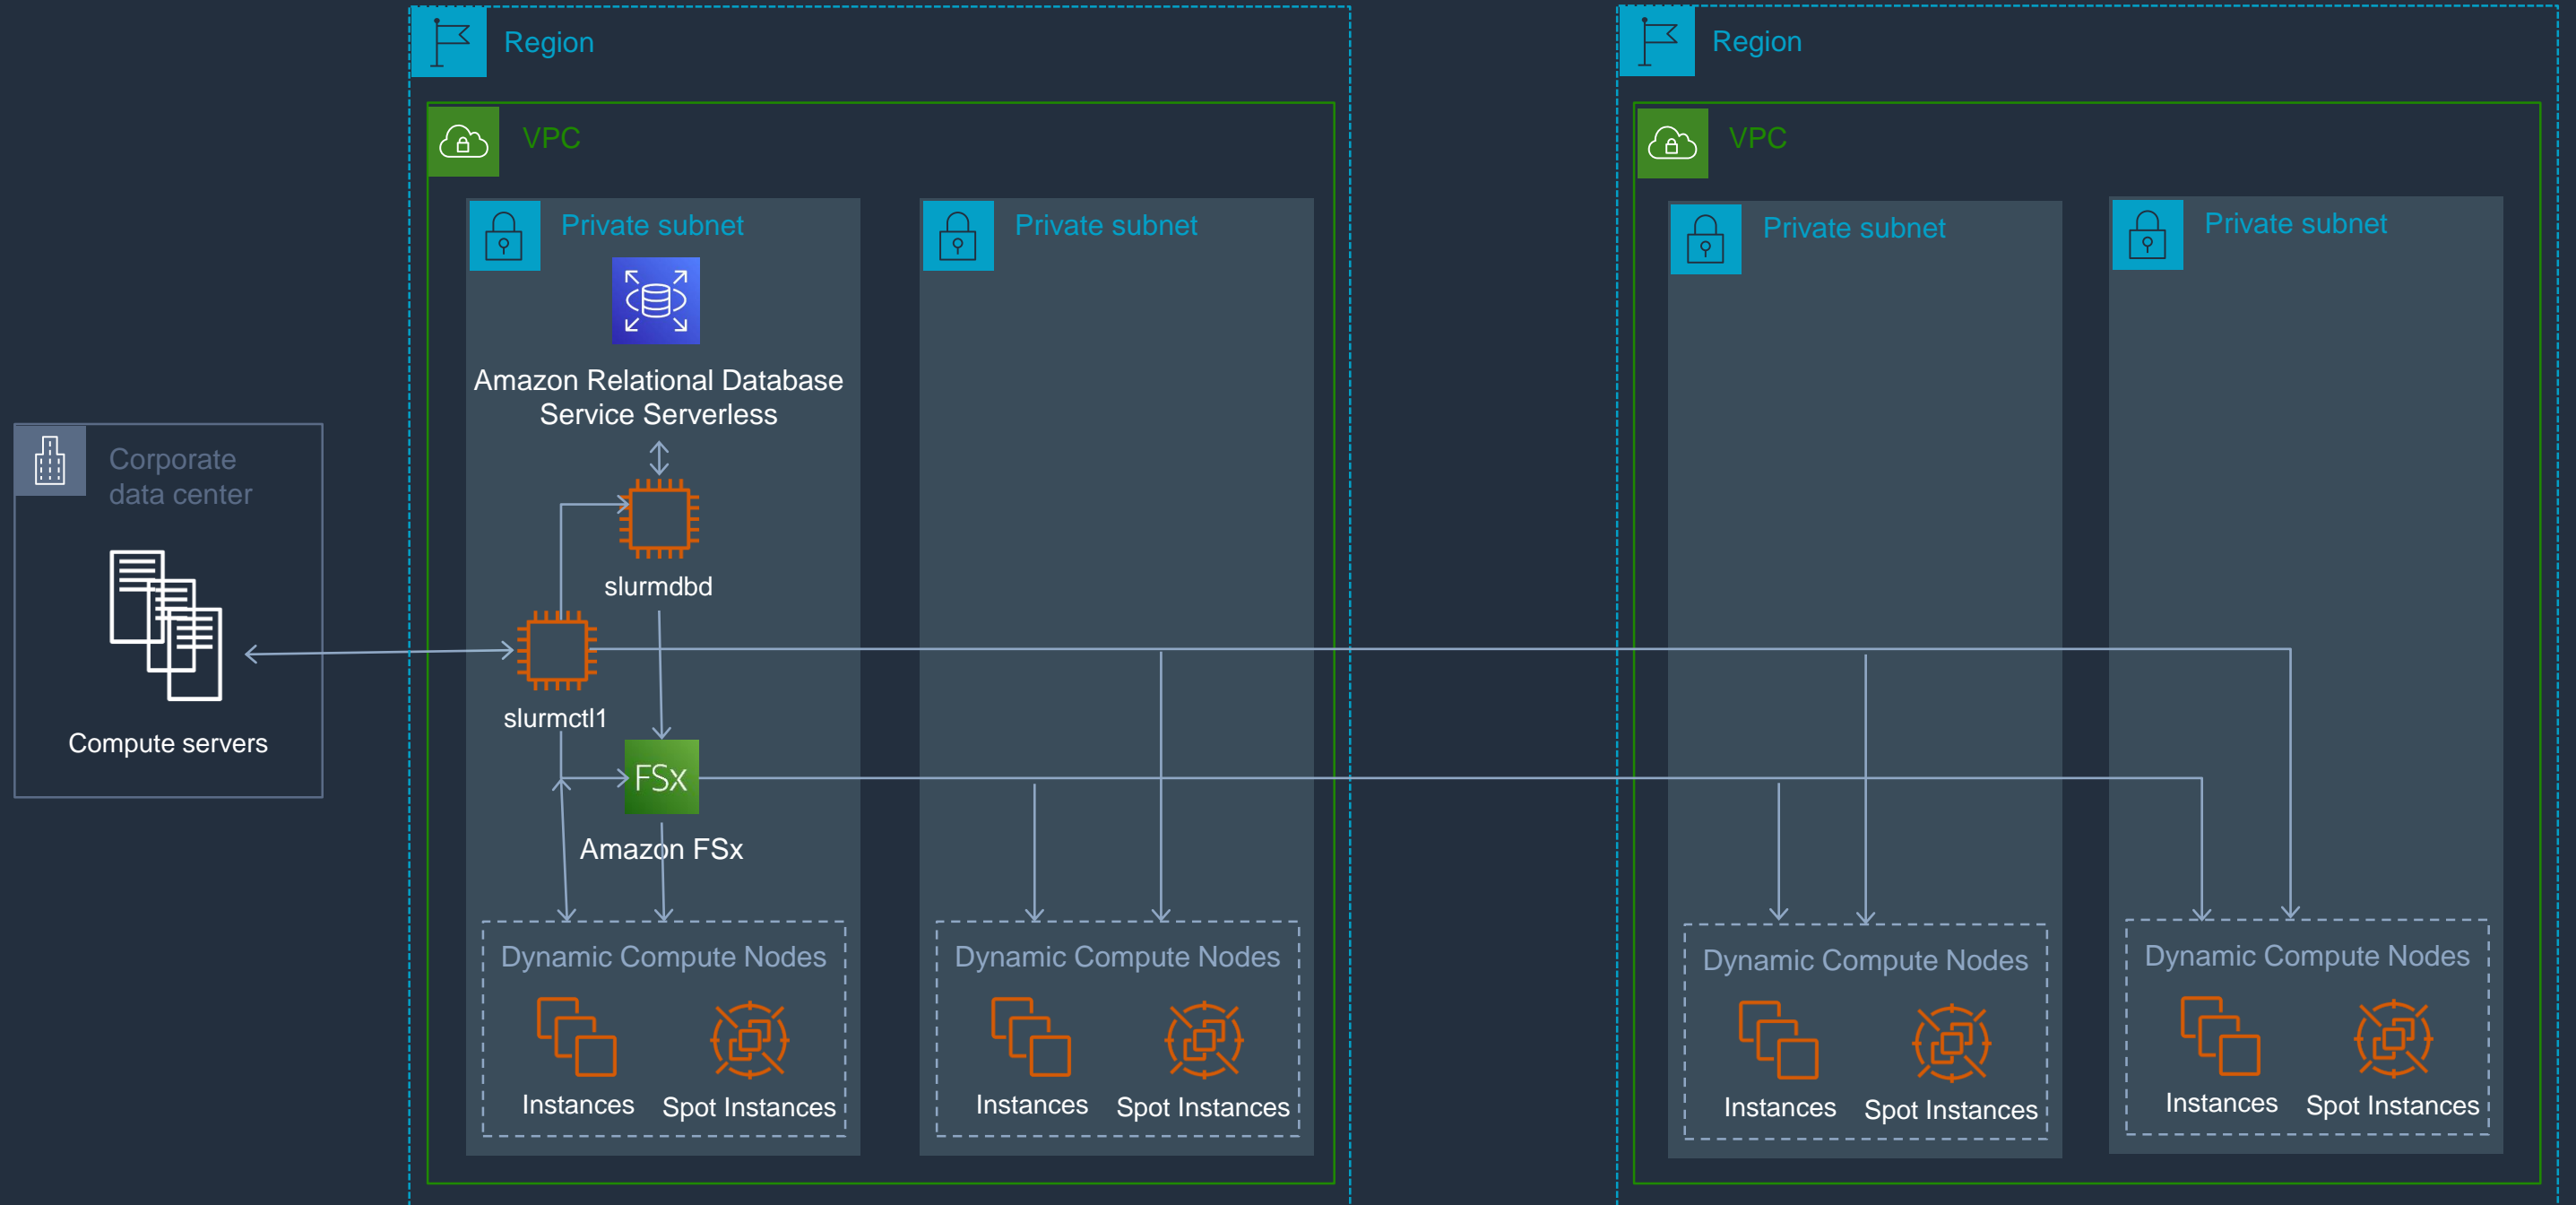 Region
VPC
Private subnet
Amazon Relational Database
Service Serverless
slurmdbd
slurmctl1
FSx
Amazon FSx
Dynamic Compute Nodes
Instances
Spot Instances
Private subnet
Dynamic Compute Nodes
Instances
Spot Instances
Corporate
data center
Compute servers
Region
VPC
Private subnet
Dynamic Compute Nodes
Instances
Spot Instances
Private subnet
Dynamic Compute Nodes
Instances
Spot Instances